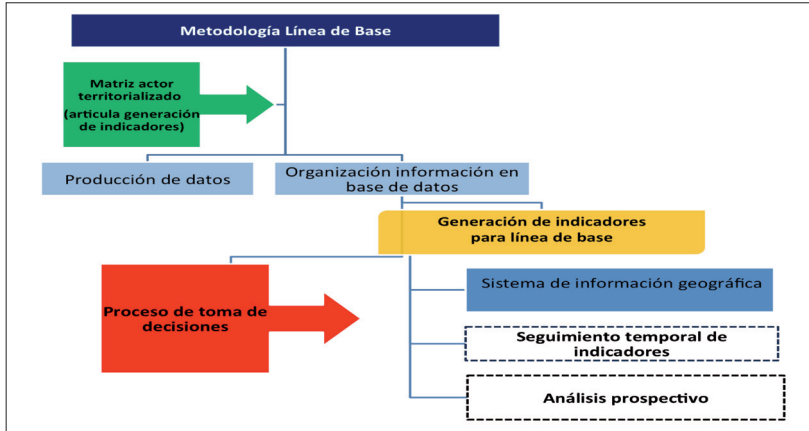 Metodología Línea de Base
Matriz actor
territorializado
(articula generación
de indicadores)
Producción de datos
Organización información en
base de datos
Generación de indicadores
para línea de base
Proceso de toma de
decisiones
Sistema de información geográfica
Seguimiento temporal de
indicadores
Análisis prospectivo